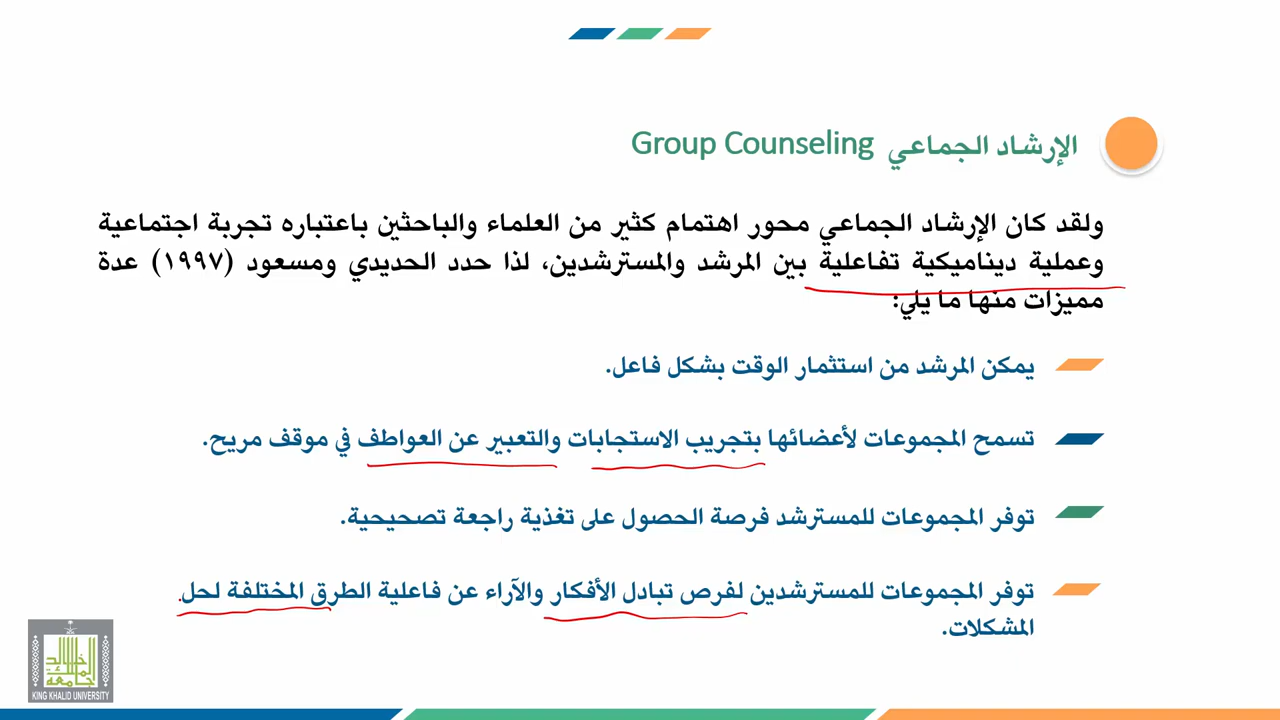 الإرشاد الجماعي Group Counseling
ولقد كان الإرشاد الجماعي محور اهتمام كثير من العلماء والباحثين باعتباره تجربة اجتماعية
وعملية ديناميكية تفاعلية بين المرشد والمسترشدين، لذا حدد الحديدي ومسعود (١٩٩٧) عدة
مميزات منها ما يلي:
يمكن المرشد من استثمار الوقت بشكل فاعل.
تسمح المجموعات لأعضائها بتجريب الاستجابات والتعبير عن العواطف في موقف مريح.
توفر المجموعات للمسترشد فرصة الحصول على تغذية راجعة تصحيحية.
توفر المجموعات للمسترشدين لفرص تبادل الأفكار والآراء عن فاعلية الطرق المختلفة لحل
المشكلات.
جامعة الملك خالد
KING KHALID UNIVERSITY